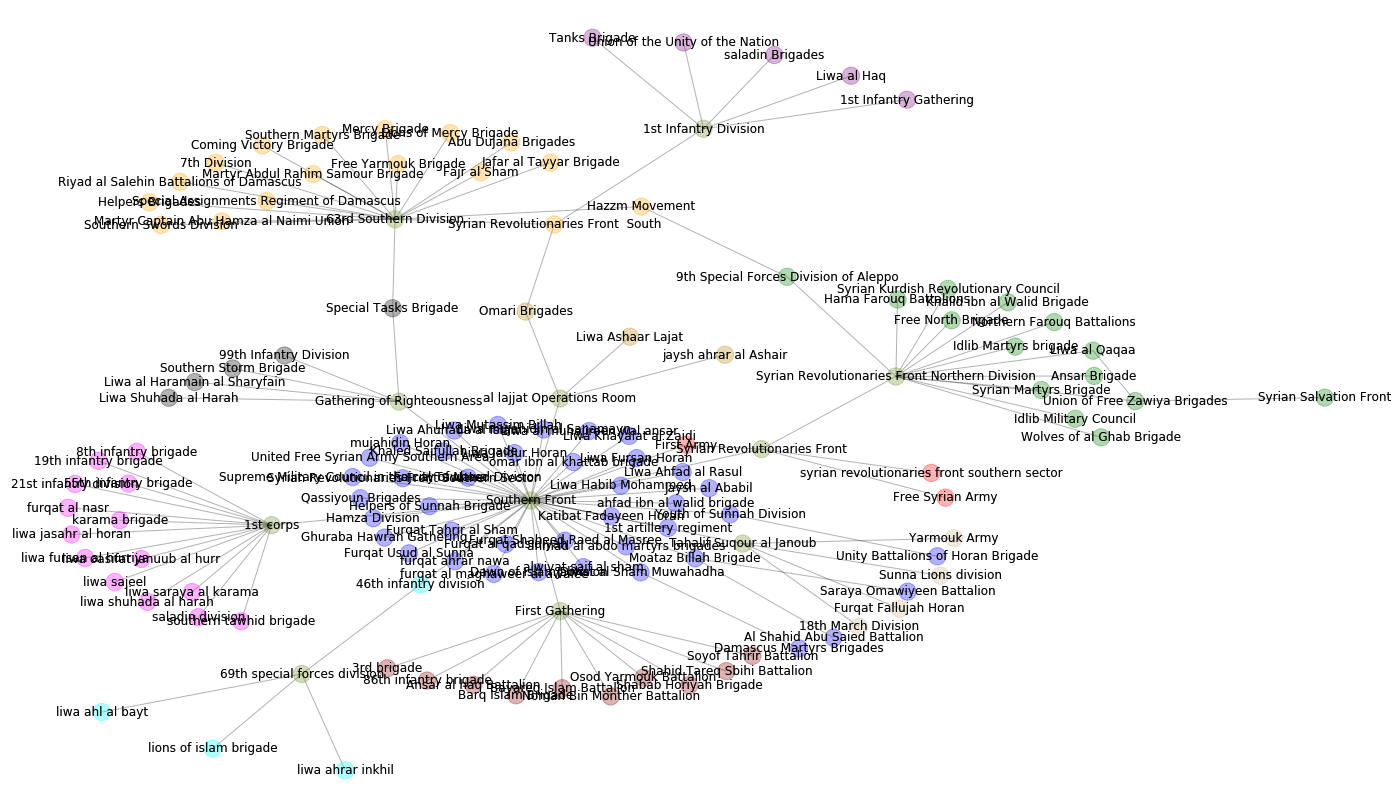 Tanks Brigade
Union of the Unity of the Nation
saladin Brigades
Liwa al Haq
1st Infantry Gathering
1st Infantry Division
Mercy Brigade
Southern Martyrs Brigade
Lions of Mercy Brigade
Abu Dujana Brigades
Coming Victory Brigade
7th Division
Free Yarmouk Brigade
Jafar al Tayyar Brigade
Martyr Abdul Rahim Samour Brigade
Fajr al Sham
Riyad al Salehin Battalions of Damascus
Helpers Brigades
Special Assignments Regiment of Damascus
Hazzm Movement
63rd Southern Division
Martyr Captain Abu Hamza al Naimi Union
Southern Swords Division
Syrian Revolutionaries Front  South
9th Special Forces Division of Aleppo
Syrian Kurdish Revolutionary Council
Hama Farouq Battalions
Khalid ibn al Walid Brigade
Special Tasks Brigade
Omari Brigades
Free North Brigade
Northern Farouq Battalions
Liwa Ashaar Lajat
Idlib Martyrs brigade
Liwa al Qaqaa
99th Infantry Division
jaysh ahrar al Ashair
Southern Storm Brigade
Syrian Revolutionaries Front Northern Division
Ansar Brigade
Liwa al Haramain al Sharyfain
Syrian Martyrs Brigade
Liwa Shuhada al Harah
Gathering of Righteousness
al lajjat Operations Room
Union of Free Zawiya Brigades
Syrian Salvation Front
Idlib Military Council
Wolves of al Ghab Brigade
Liwa Mutassim Billah
Liwa Khayalat al Zaidi
mujahidin Horan
First Army
Syrian Revolutionaries Front
Khaled Saifullah Brigade
8th infantry brigade
United Free Syrian Army Southern Area
Liwa Fursan Horan
19th infantry brigade
omar ibn al khattab brigade
Liwa Ahfad al Rasul
syrian revolutionaries front southern sector
21st infantry division
55th infantry brigade
Liwa Habib Mohammed
jaysh al Ababil
Free Syrian Army
Qassiyoun Brigades
Southern Front
ahfad ibn al walid brigade
furqat al nasr
Helpers of Sunnah Brigade
Youth of Sunnah Division
karama brigade
Hamza Division
Katibat Fadayeen Horan
1st corps
1st artillery regiment
liwa jasahr al horan
Furqat Tahrir al Sham
Ghuraba Hawran Gathering
Furqat Shaheed Raed al Masree
Tahalif Suqour al Janoub
Yarmouk Army
Furqat al qadsiyah
ahmad al abdo martyrs brigades
Furqat Usud al Sunna
Unity Battalions of Horan Brigade
liwa januub al hurr
Moataz Billah Brigade
furqat ahrar nawa
alwiyat saif al sham
furqat al maghaweer al awalee
Sunna Lions division
liwa sajeel
46th infantry division
Saraya Omawiyeen Battalion
liwa saraya al karama
liwa shuhada al harah
Furqat Fallujah Horan
First Gathering
saladin division
southern tawhid brigade
18th March Division
Al Shahid Abu Saied Battalion
Damascus Martyrs Brigades
Soyof Tahrir Battalion
3rd brigade
69th special forces division
Shahid Tareq Sbihi Battalion
86th infantry brigade
Osod Yarmouk Battalion
Ansar al haq Battalion
Shabab Horiyah Brigade
Barq Islam Brigade
Noman Bin Monther Battalion
liwa ahl al bayt
lions of islam brigade
liwa ahrar inkhil